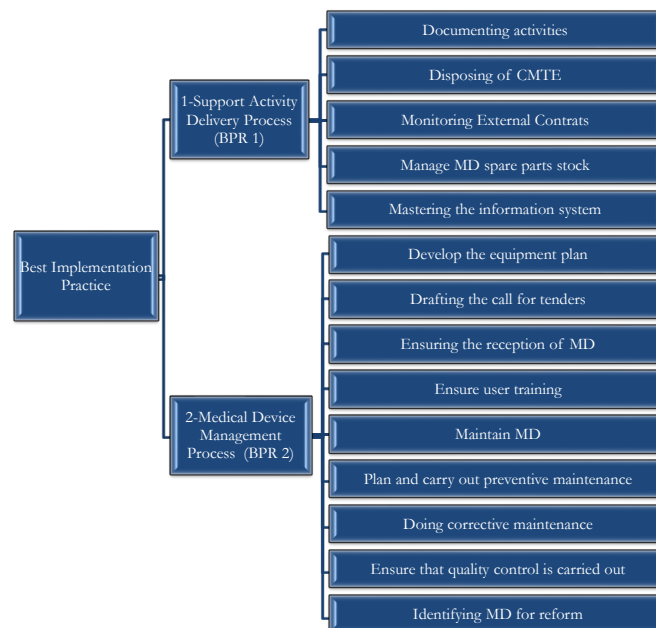 Best Implementation
Practice
1-Support Activity
Delivery Process
(BPR 1)
Documenting activities
Disposing of CMTE
Monitoring External Contrats
Manage MD spare parts stock
Mastering the information system
2-Medical Device
Management
Process (BPR 2)
Develop the equipment plan
Drafting the call for tenders
Ensuring the reception of MD
Ensure user training
Maintain MD
Plan and carry out preventive maintenance
Doing corrective maintenance
Ensure that quality control is carried out
Identifying MD for reform